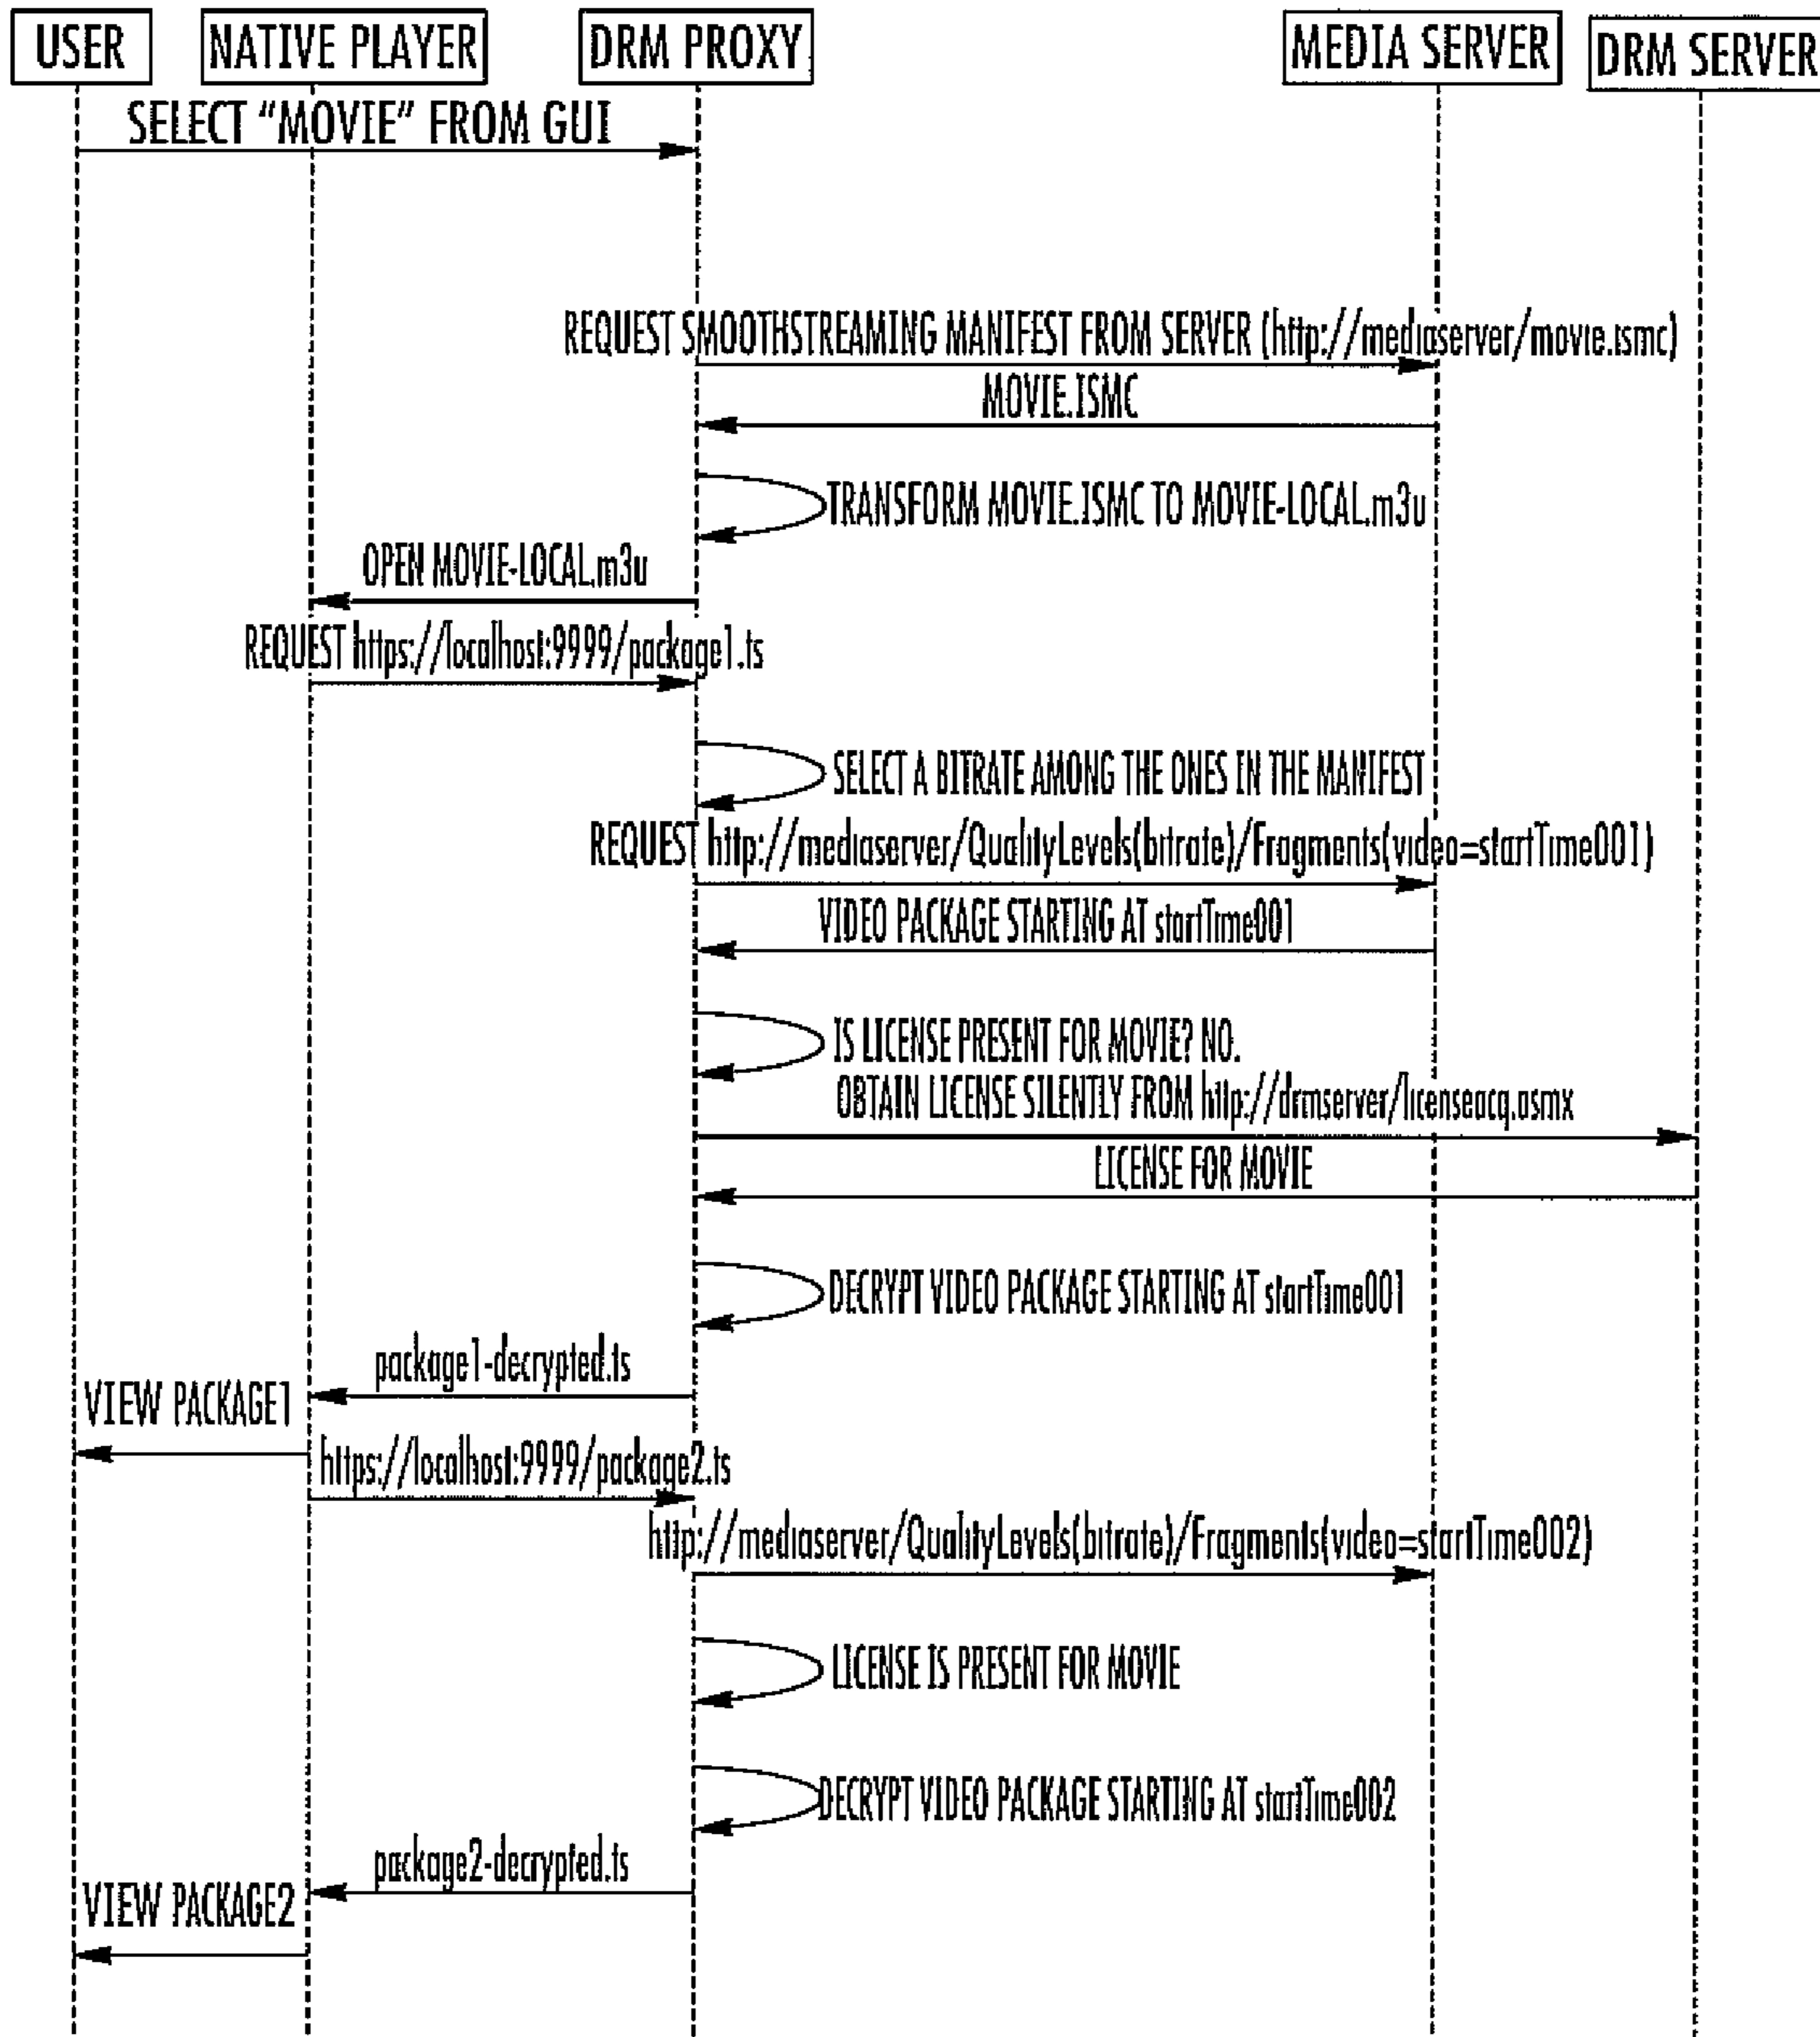 USER
NATIVE PLAYER
DRM PROXY
MEDIA SERVER
DRM SERVER
SELECT “MOVIE” FROM GUI
REQUEST SMOOTHSTREAMING MANIFEST FROM SERVER (http://mediaserver/movie.ismc)
MOVIE.ISMC
TRANSFORM MOVIE.ISMC TO MOVIE-LOCAL.m3u
OPEN MOVIE-LOCAL.m3u
REQUEST https://localhost:9999/package1.ts
SELECT A BITRATE AMONG THE ONES IN THE MANIFEST
REQUEST http://mediaserver/QualityLevels(bitrate)/Fragments(video=startTime001)
VIDEO PACKAGE STARTING AT startTime001
IS LICENSE PRESENT FOR MOVIE? NO.
OBTAIN LICENSE SILENTLY FROM http://drmserver/licenseacq.asmx
LICENSE FOR MOVIE
DECRYPT VIDEO PACKAGE STARTING AT startTime001
package1-decrypted.ts
VIEW PACKAGE1
https://localhost:9999/package2.ts
http://mediaserver/QualityLevels(bitrate)/Fragments(video=startTime002)
LICENSE IS PRESENT FOR MOVIE
DECRYPT VIDEO PACKAGE STARTING AT startTime002
package2-decrypted.ts
VIEW PACKAGE2